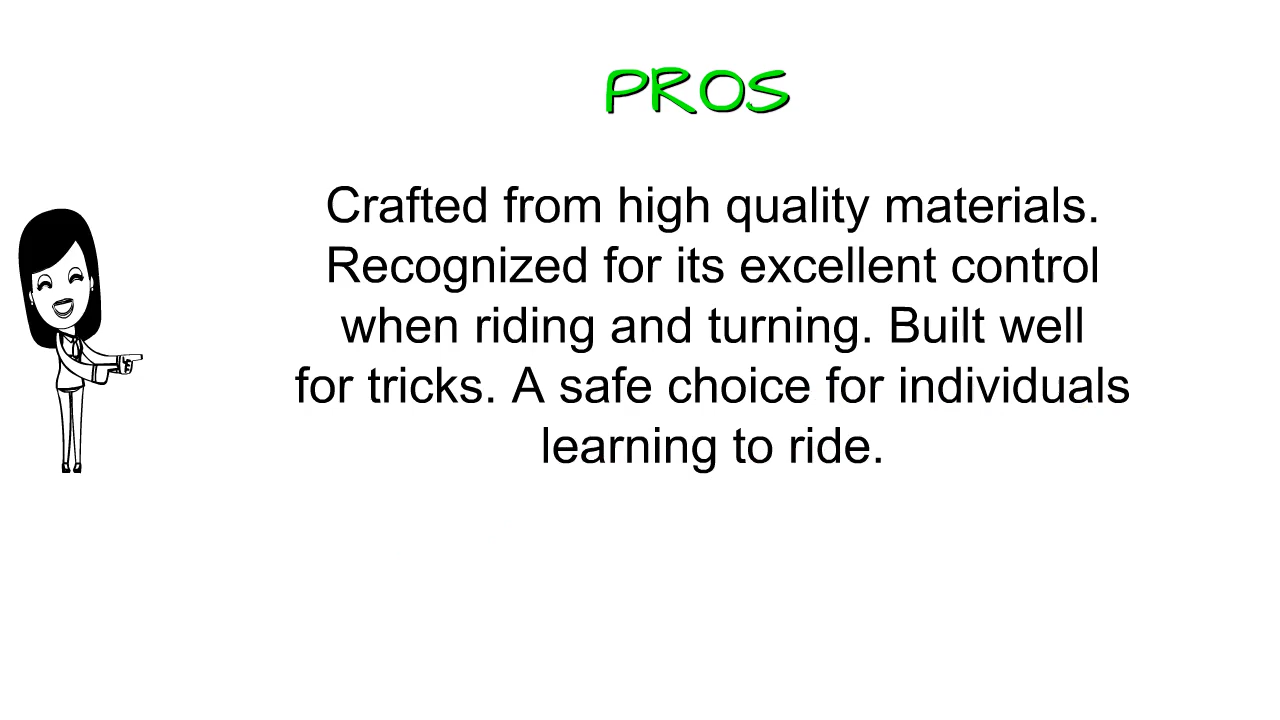 PROS
Crafted from high quality materials.
Recognized for its excellent control
when riding and turning. Built well
for tricks. A safe choice for individuals
learning to ride.